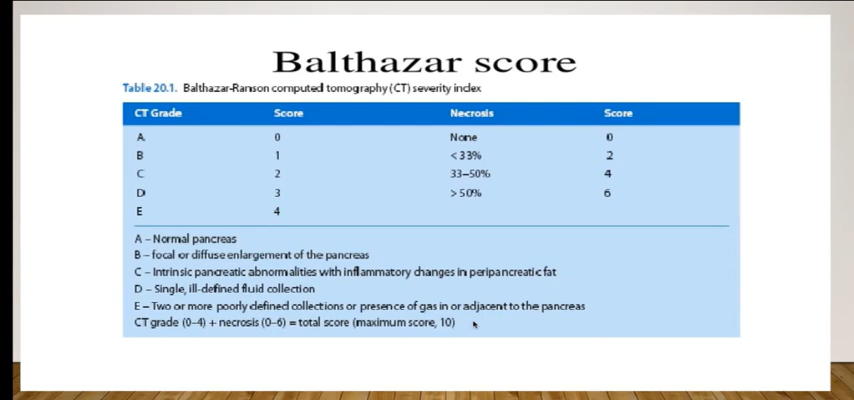 Balthazar score
Table 20.1. Balthazar-Ranson computed tomography (CT) severity index
CT Grade Score Necrosis Score
A 0 None 0
B 1 <33% 2
C 2 33–50% 4
D 3 >50% 6
E 4
A – Normal pancreas
B – focal or diffuse enlargement of the pancreas
C – Intrinsic pancreatic abnormalities with inflammatory changes in peripancreatic fat
D – Single, ill-defined fluid collection
E – Two or more poorly defined collections or presence of gas in or adjacent to the pancreas
CT grade (0–4) + necrosis (0–6) = total score (maximum score, 10)